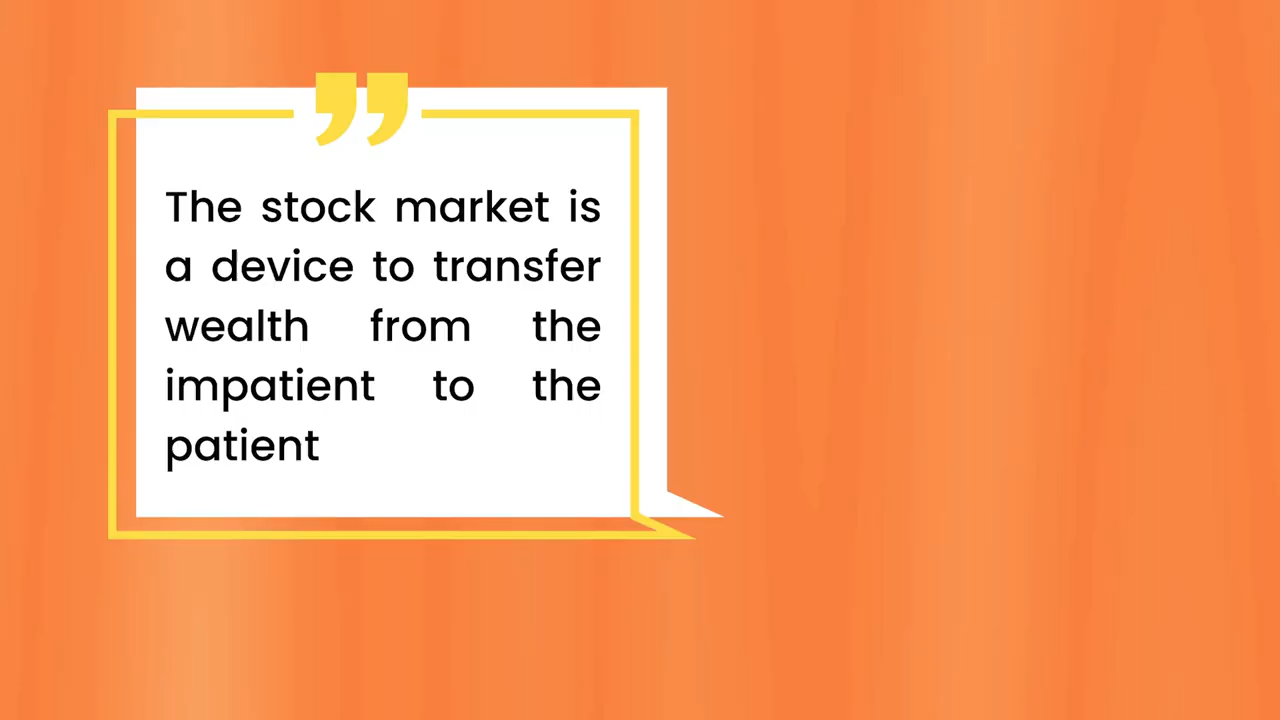 The stock market is
a device to transfer
wealth from the
impatient to the
patient